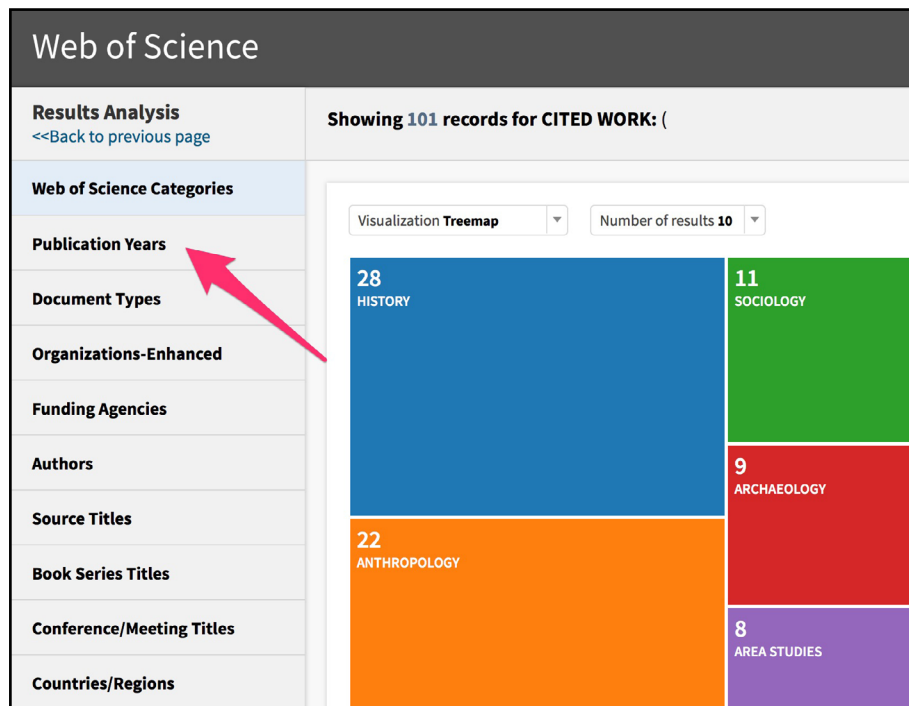 Web of Science
Results Analysis
<<Back to previous page
Showing 101 records for CITED WORK: (
Web of Science Categories
Publication Years
Document Types
Organizations-Enhanced
Funding Agencies
Authors
Source Titles
Book Series Titles
Conference/Meeting Titles
Countries/Regions
Visualization Treemap
Number of results 10
28
HISTORY
11
SOCIOLOGY
9
ARCHAEOLOGY
22
ANTHROPOLOGY
8
AREA STUDIES